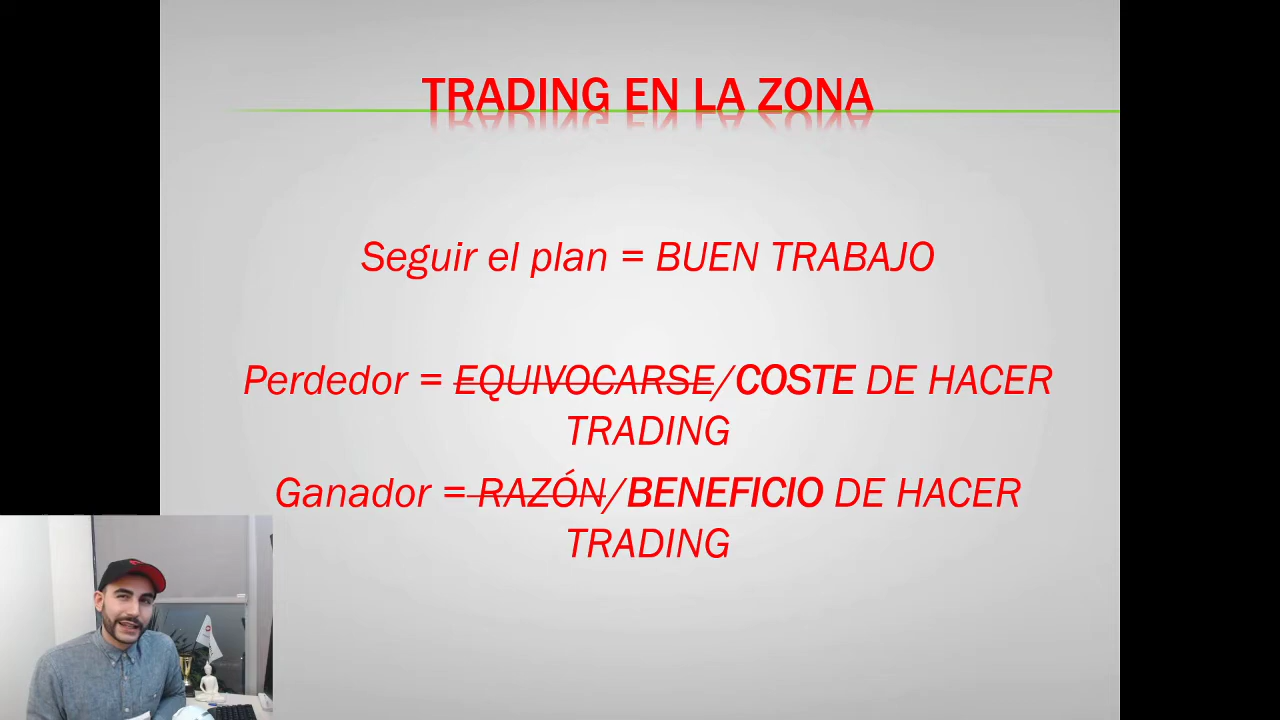 TRADING EN LA ZONA
Seguir el plan = BUEN TRABAJO
Perdedor = EQUIVOCARSE/COSTE DE HACER
TRADING
Ganador = RAZÓN/BENEFICIO DE HACER
TRADING